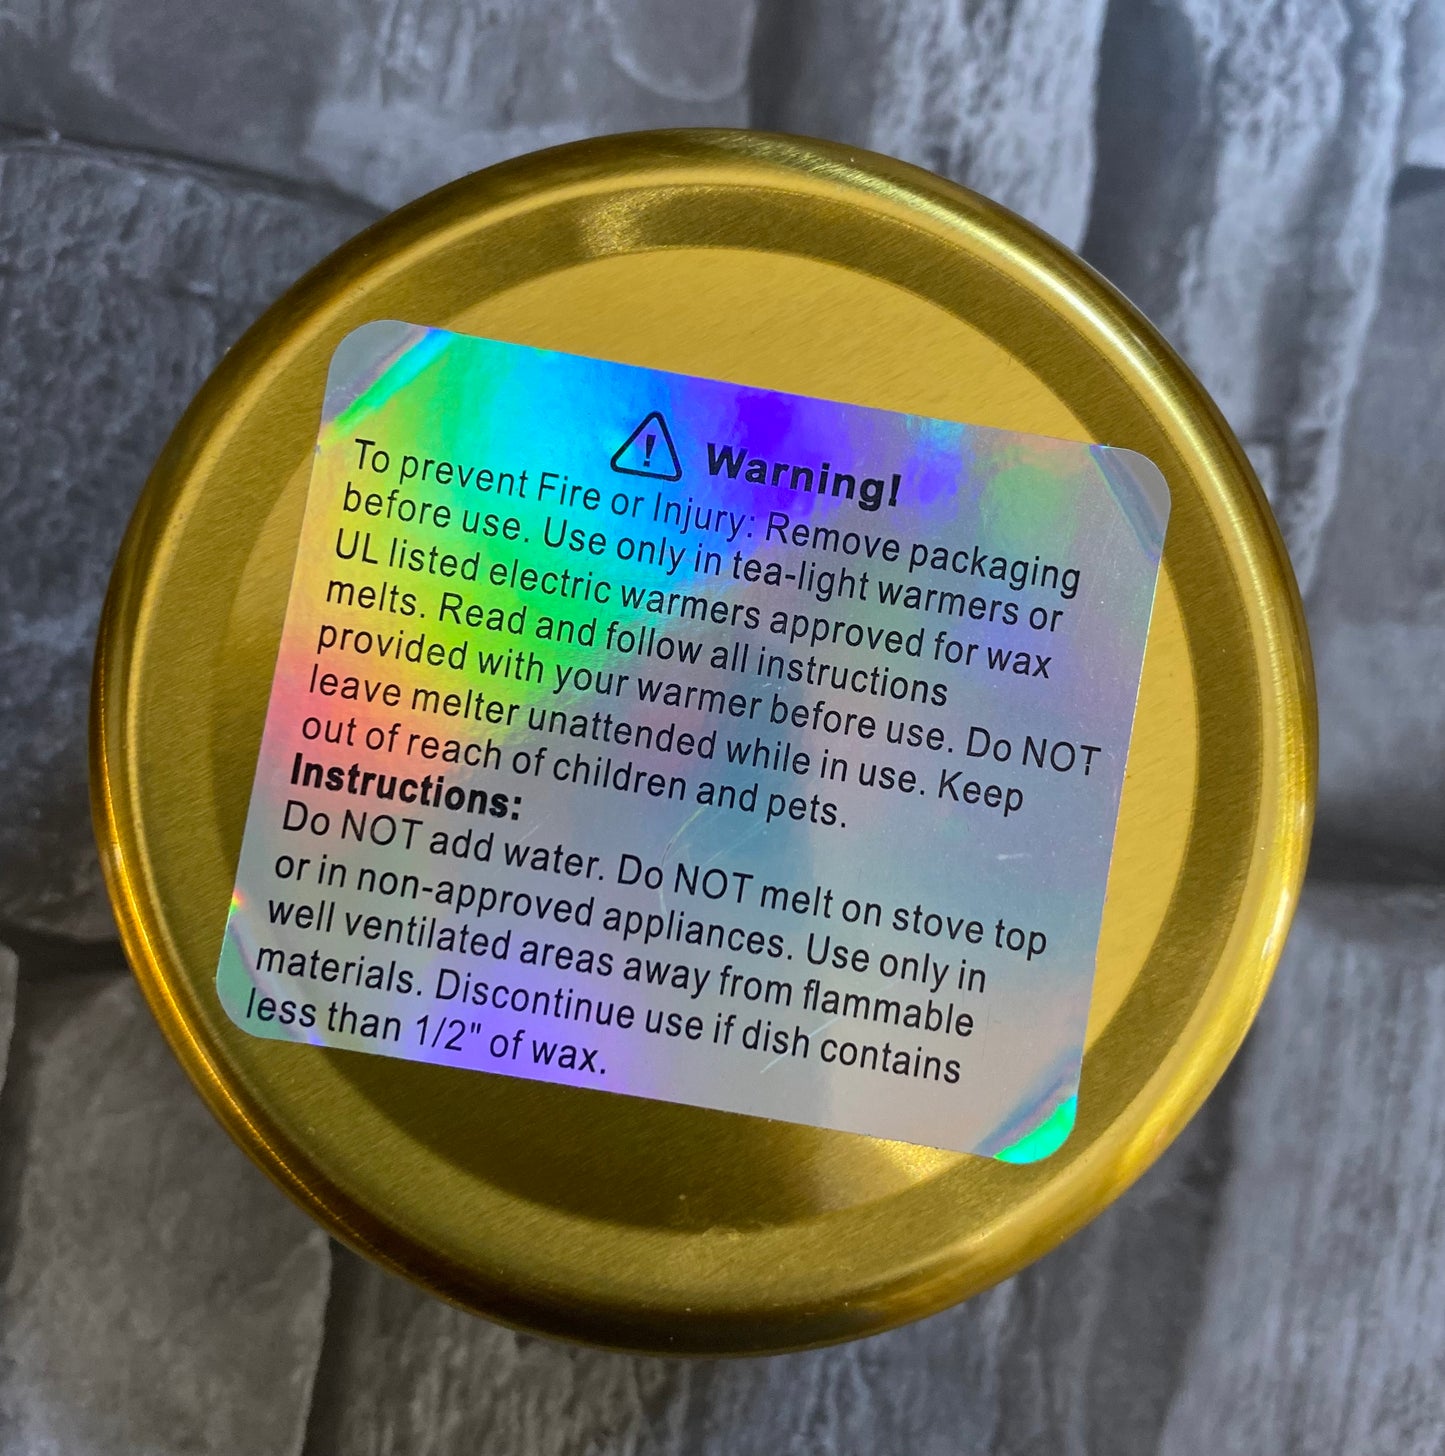 Warning!
To prevent Fire or Injury: Remove packaging
before use. Use only in tea-light warmers or
UL listed electric warmers approved for wax
melts. Read and follow all instructions
provided with your warmer before use. Do NOT
leave melter unattended while in use. Keep
out of reach of children and pets.
Instructions:
Do NOT add water. Do NOT melt on stove top
or in non-approved appliances. Use only in
well ventilated areas away from flammable
materials. Discontinue use if dish contains
less than 1/2" of wax.